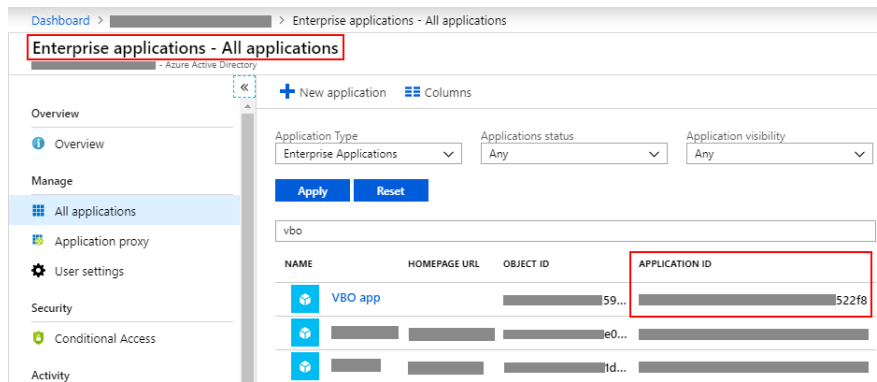 Dashboard > > Enterprise applications - All applications
Enterprise applications - All applications
- Azure Active Directory
«
New application Columns
Overview
Overview
Manage
All applications
Application proxy
User settings
Security
Conditional Access
Activity
Application Type Applications status Application visibility
Enterprise Applications Any Any
Apply Reset
vbo
NAME HOMEPAGE URL OBJECT ID APPLICATION ID
VBO app 59... 522f8
e0...
1d...